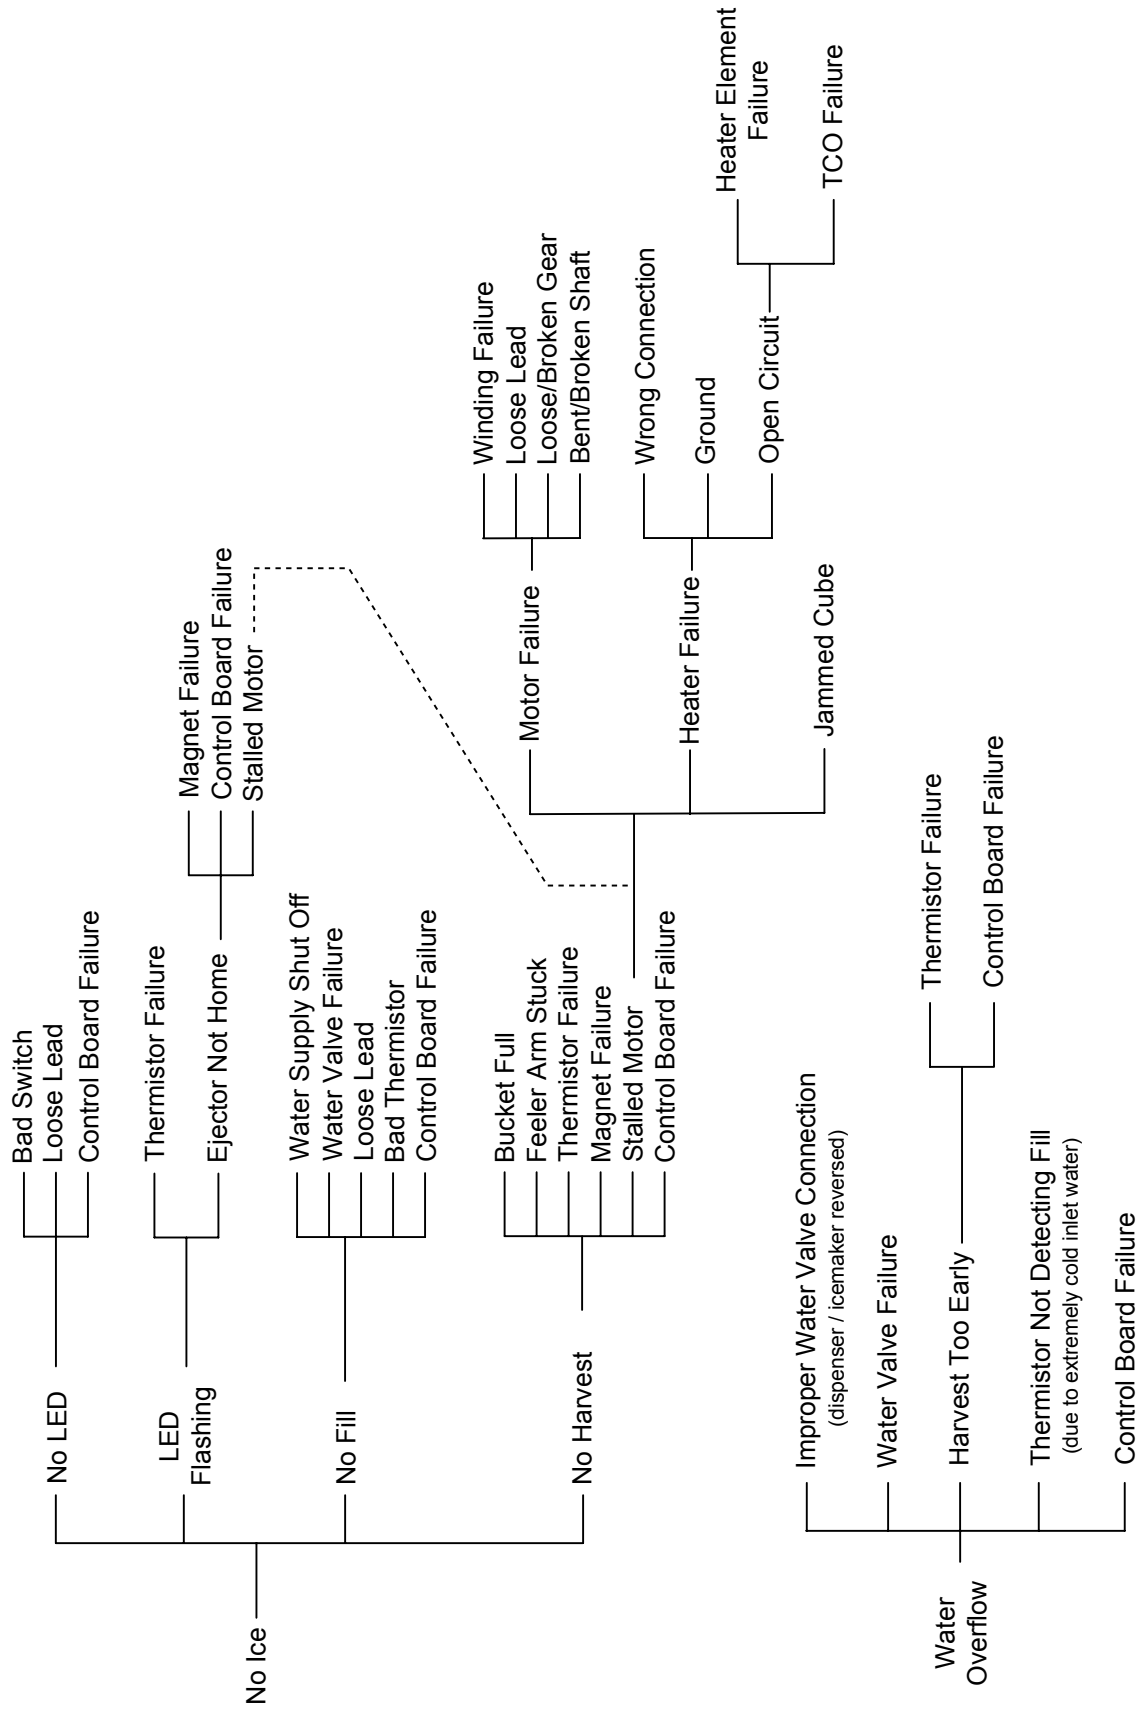 No Ice
No LED
Bad Switch
Loose Lead
Control Board Failure
LED
Flashing
Thermistor Failure
Ejector Not Home
Magnet Failure
Control Board Failure
Stalled Motor
No Fill
Water Supply Shut Off
Water Valve Failure
Loose Lead
Bad Thermistor
Control Board Failure
No Harvest
Bucket Full
Feeler Arm Stuck
Thermistor Failure
Magnet Failure
Stalled Motor
Control Board Failure
Motor Failure
Winding Failure
Loose Lead
Loose/Broken Gear
Bent/Broken Shaft
Heater Failure
Wrong Connection
Ground
Open Circuit
Heater Element
Failure
TCO Failure
Jammed Cube
Water
Overflow
Improper Water Valve Connection
(dispenser / icemaker reversed)
Water Valve Failure
Harvest Too Early
Thermistor Failure
Control Board Failure
Thermistor Not Detecting Fill
(due to extremely cold inlet water)
Control Board Failure